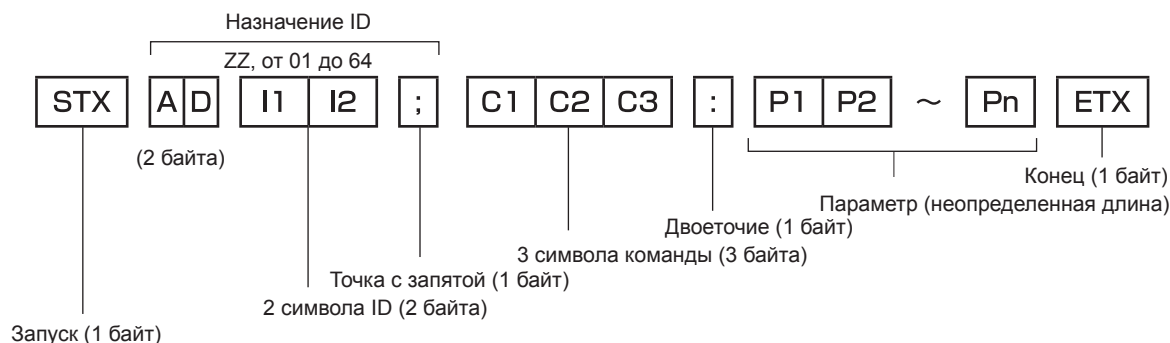 Назначение ID
ZZ, от 01 до 64
STX A D I1 I2 ; C1 C2 C3 : P1 P2 ~ Pn ETX
(2 байта)
Конец (1 байт)
Параметр (неопределенная длина)
Двоеточие (1 байт)
3 символа команды (3 байта)
Точка с запятой (1 байт)
2 символа ID (2 байта)
Запуск (1 байт)